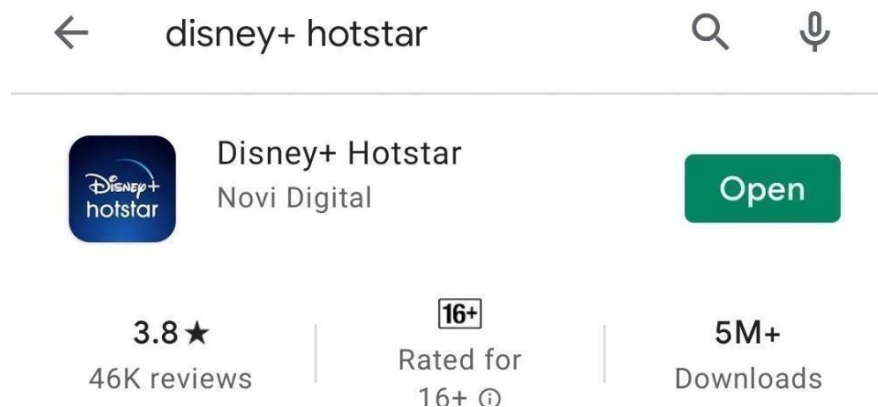 disney+ hotstar
Disney+ Hotstar
Novi Digital
Disney+
hotstar
Open
3.8★
46K reviews
16+
Rated for
16+
5M+
Downloads